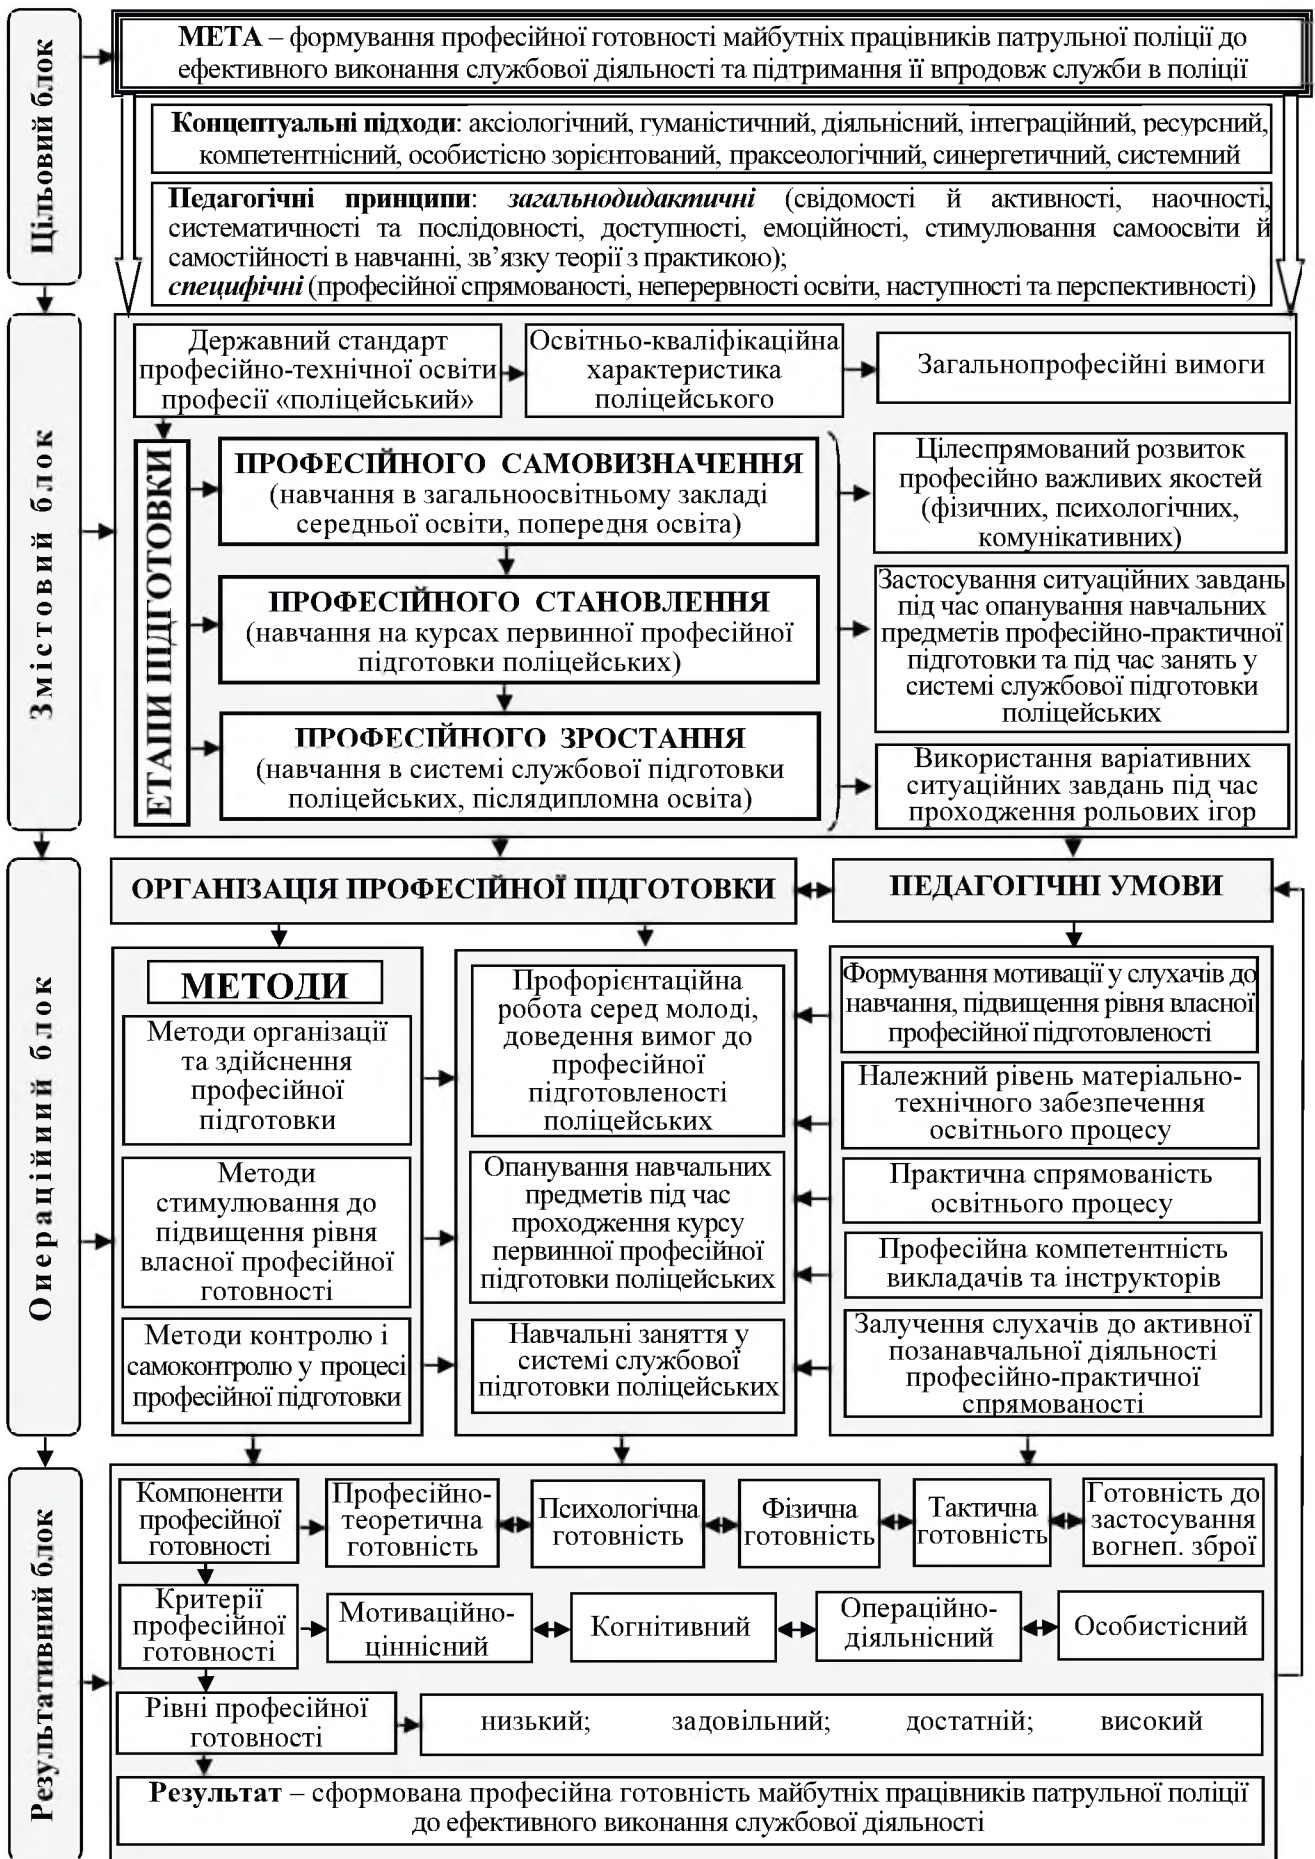 Цільовий блок
МЕТА – формування професійної готовності майбутніх працівників патрульної поліції до
ефективного виконання службової діяльності та підтримання її впродовж служби в поліції
Концептуальні підходи: аксіологічний, гуманістичний, діяльнісний, інтеграційний, ресурсний,
компетентнісний, особистісно зорієнтований, праксеологічний, синергетичний, системний
Педагогічні принципи: загальнодидактичні (свідомості й активності, наочності,
систематичності та послідовності, доступності, емоційності, стимулювання самоосвіти й
самостійності в навчанні, зв’язку теорії з практикою);
специфічні (професійної спрямованості, неперервності освіти, наступності та перспективності)
Змістовий блок
Державний стандарт
професійно-технічної освіти
професії «поліцейський»
Освітньо-кваліфікаційна
характеристика
поліцейського
Загальнопрофесійні вимоги
ЕТАПИ ПІДГОТОВКИ
ПРОФЕСІЙНОГО САМОВИЗНАЧЕННЯ
(навчання в загальноосвітньому закладі
середньої освіти, попередня освіта)
ПРОФЕСІЙНОГО СТАНОВЛЕННЯ
(навчання на курсах первинної професійної
підготовки поліцейських)
ПРОФЕСІЙНОГО ЗРОСТАННЯ
(навчання в системі службової підготовки
поліцейських, післядипломна освіта)
Цілеспрямований розвиток
професійно важливих якостей
(фізичних, психологічних,
комунікативних)
Застосування ситуаційних завдань
під час опанування навчальних
предметів професійно-практичної
підготовки та під час занять у
системі службової підготовки
поліцейських
Використання варіативних
ситуаційних завдань під час
проходження рольових ігор
Операційний блок
ОРГАНІЗАЦІЯ ПРОФЕСІЙНОЇ ПІДГОТОВКИ
ПЕДАГОГІЧНІ УМОВИ
МЕТОДИ
Методи організації
та здійснення
професійної
підготовки
Методи
стимулювання до
підвищення рівня
власної професійної
готовності
Методи контролю і
самоконтролю у процесі
професійної підготовки
Профорієнтаційна
робота серед молоді,
доведення вимог до
професійної
підготовленості
поліцейських
Опанування навчальних
предметів під час
проходження курсу
первинної професійної
підготовки поліцейських
Навчальні заняття у
системі службової
підготовки поліцейських
Формування мотивації у слухачів до
навчання, підвищення рівня власної
професійної підготовленості
Належний рівень матеріально-
технічного забезпечення
освітнього процесу
Практична спрямованість
освітнього процесу
Професійна компетентність
викладачів та інструкторів
Залучення слухачів до активної
позанавчальної діяльності
професійно-практичної
спрямованості
Результативний блок
Компоненти
професійної
готовності
Професійно-
теоретична
готовність
Психологічна
готовність
Фізична
готовність
Тактична
готовність
Готовність до
застосування
вогнеп. зброї
Критерії
професійної
готовності
Мотиваційно-
ціннісний
Когнітивний
Операційно-
діяльнісний
Особистісний
Рівні професійної
готовності
низький; задовільний; достатній; високий
Результат – сформована професійна готовність майбутніх працівників патрульної поліції
до ефективного виконання службової діяльності